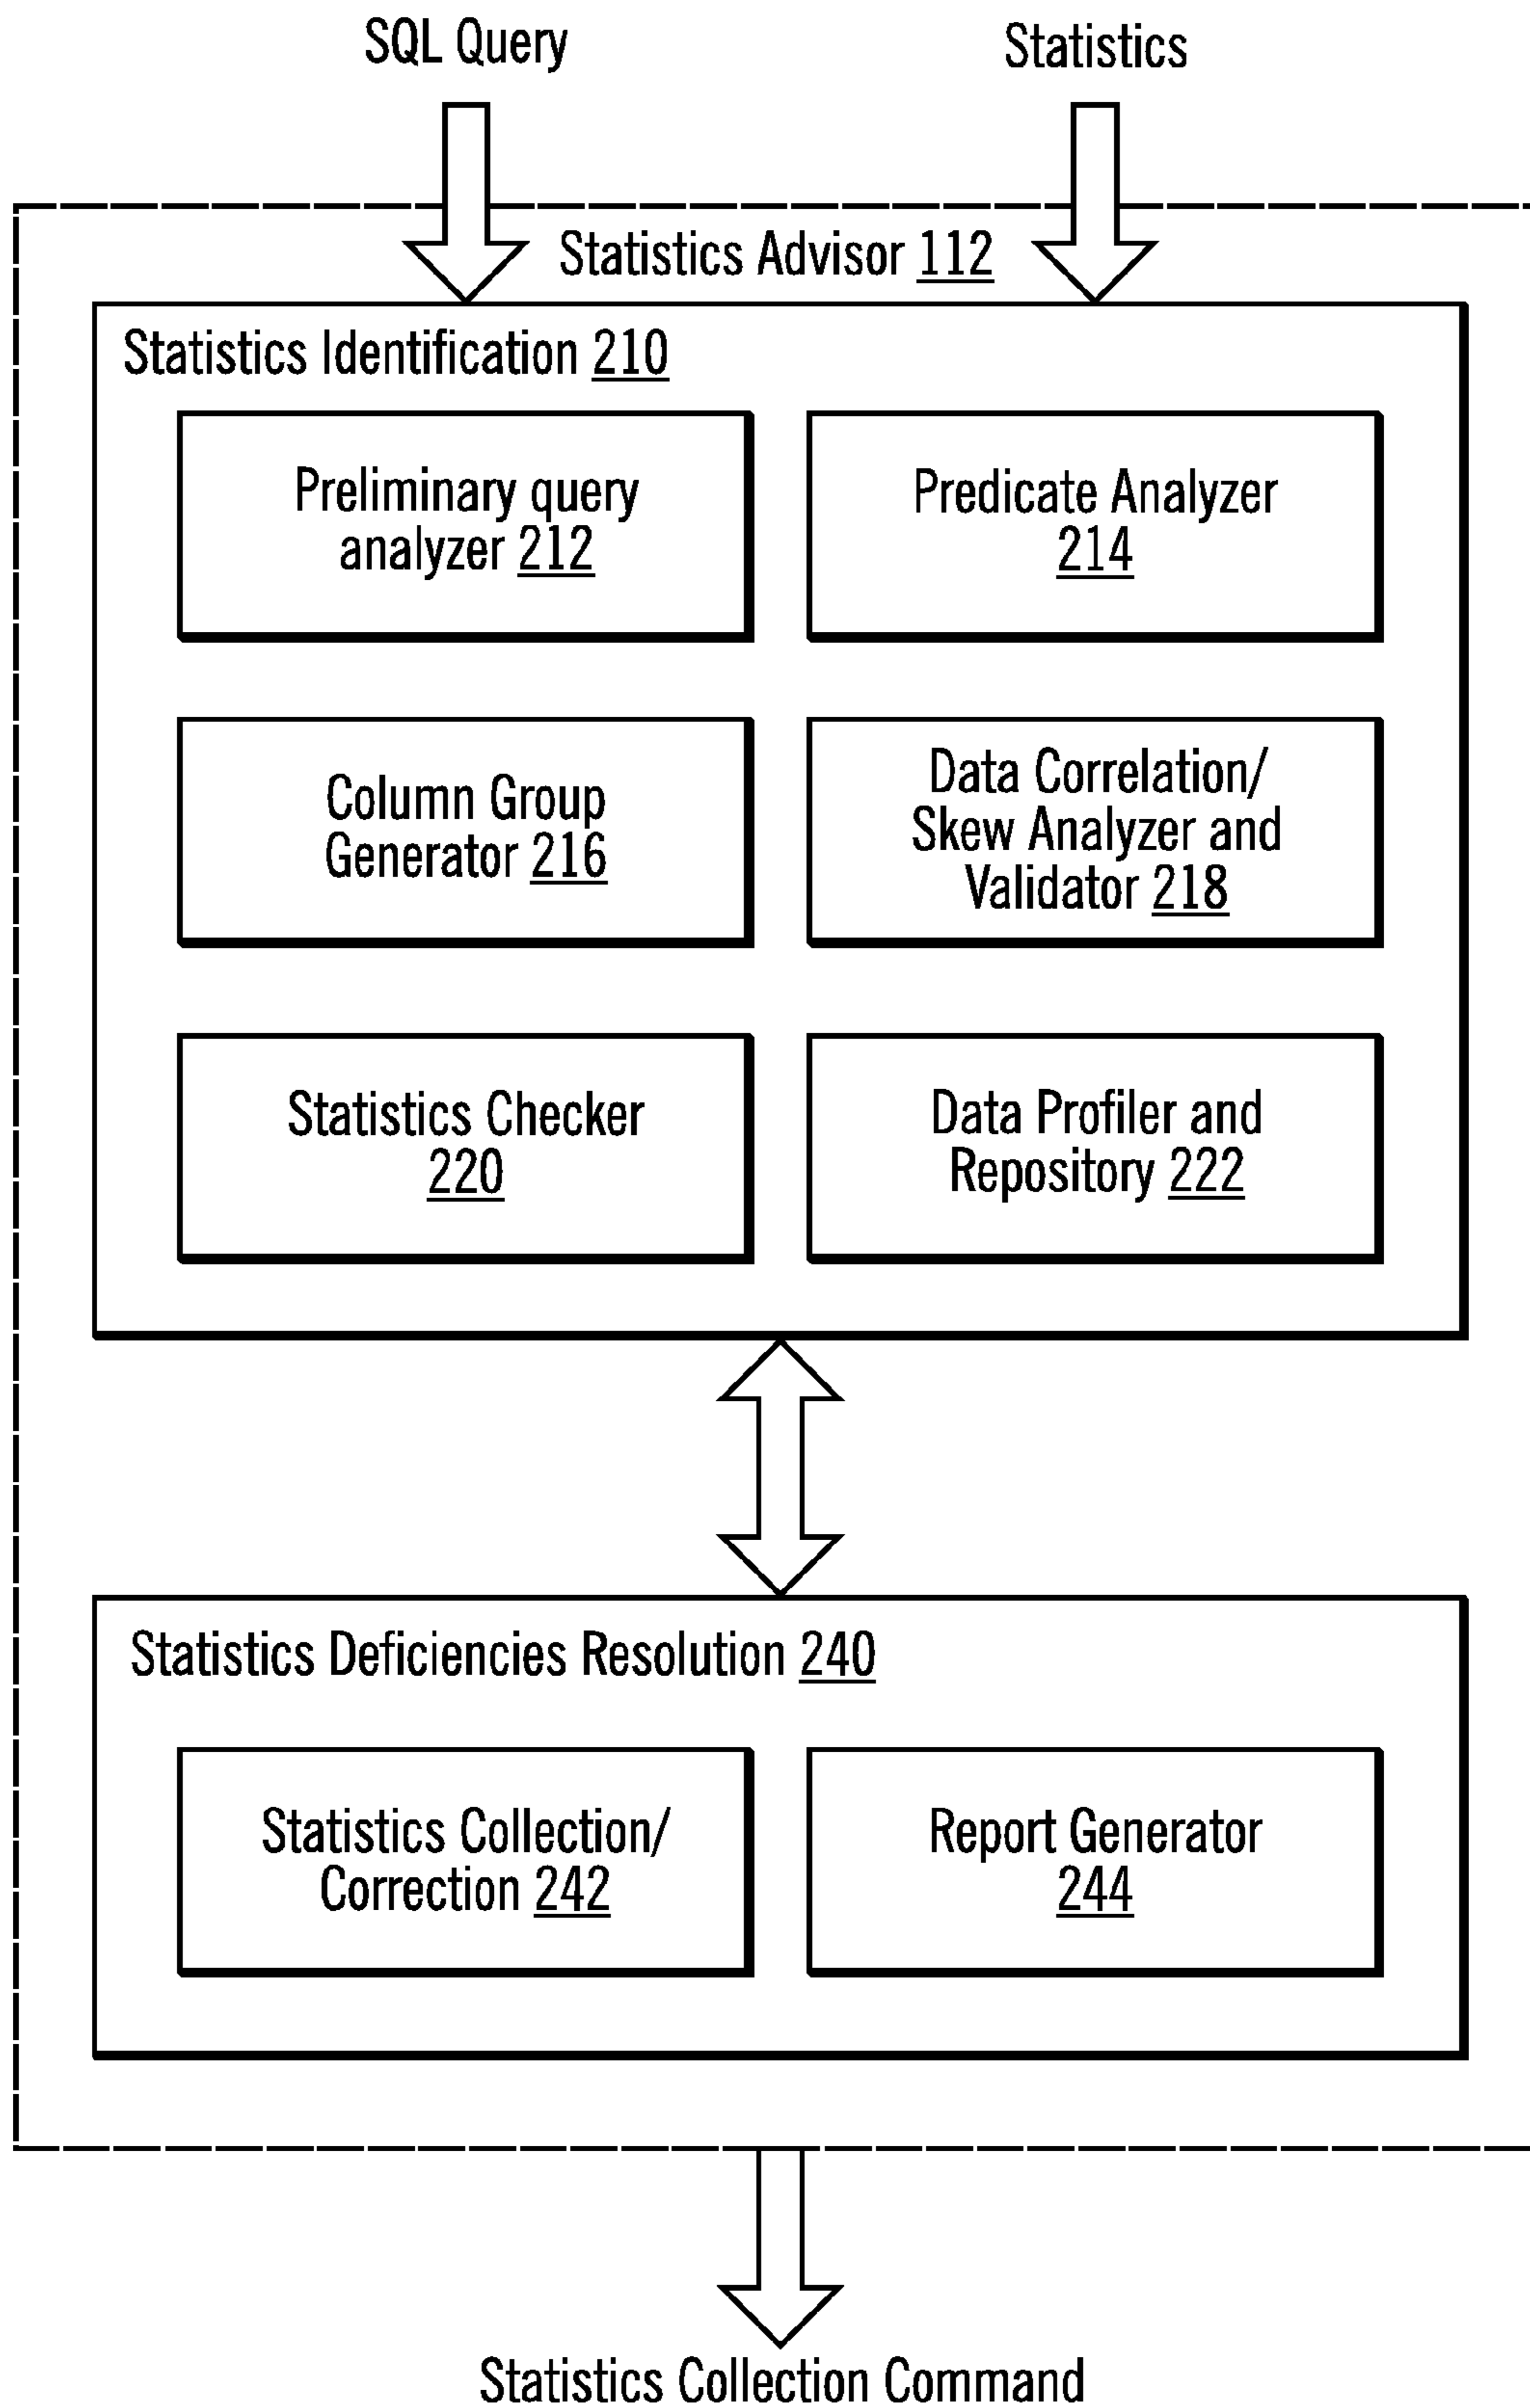 SQL Query
Statistics
Statistics Advisor 112
Statistics Identification 210
Preliminary query
analyzer 212
Predicate Analyzer
214
Column Group
Generator 216
Data Correlation/
Skew Analyzer and
Validator 218
Statistics Checker
220
Data Profiler and
Repository 222
Statistics Deficiencies Resolution 240
Statistics Collection/
Correction 242
Report Generator
244
Statistics Collection Command